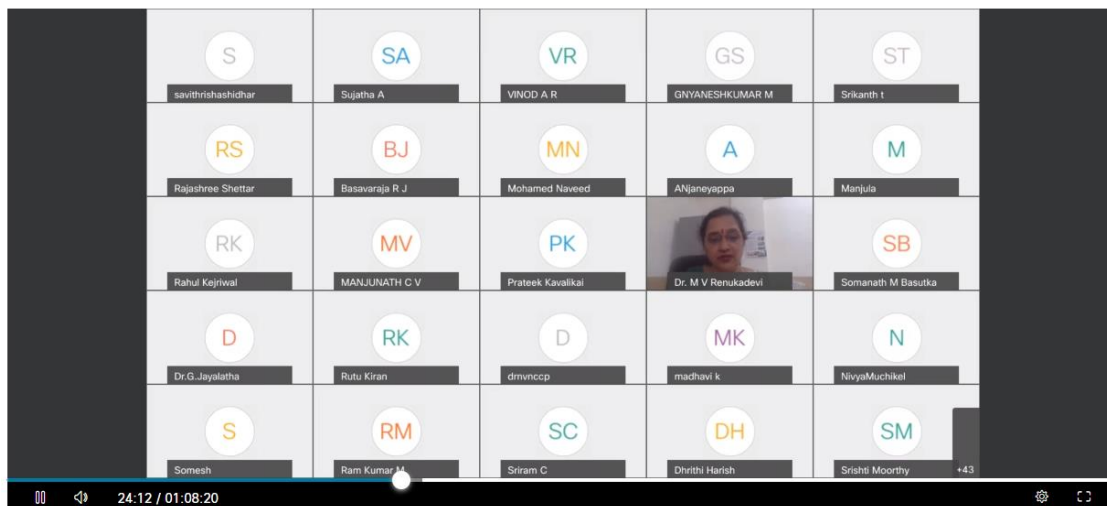 S SA VR GS ST
savithrishashidhar Sujatha A VINOD A R GNYANESHKUMAR M Srikanth t
RS BJ MN A M
Rajashree Shettar Basavaraja R J Mohamed Naveed ANjaneyappa Manjula
RK MV PK SB
Rahul Kejriwal MANJUNATH C V Prateek Kavalikai Dr. M V Renukadevi Somanath M Basutka
D RK D MK N
Dr.G.Jayalatha Rutu Kiran dmvnccp madhavi k NivyaMuchikel
S RM SC DH SM
Somesh Ram Kumar M Sriram C Dhrithi Harish Srishti Moorthy +43
24:12 / 01:08:20